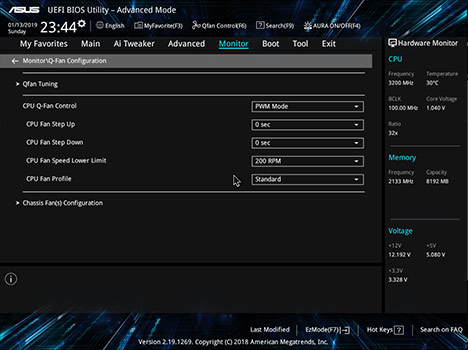 ASUS UEFI BIOS Utility – Advanced Mode
01/13/2019 Sunday 23:44 English MyFavorite(F3) Qfan Control(F6) Search(F9) AURA ON/OFF(F4)
My Favorites Main Ai Tweaker Advanced Monitor Boot Tool Exit
Hardware Monitor
Monitor\Q-Fan Configuration
Qfan Tuning
CPU Q-Fan Control PWM Mode
CPU Fan Step Up 0 sec
CPU Fan Step Down 0 sec
CPU Fan Speed Lower Limit 200 RPM
CPU Fan Profile Standard
Chassis Fan(s) Configuration
CPU
Frequency Temperature
3200 MHz 30°C
BCLK Core Voltage
100.00 MHz 1.040 V
Ratio
32x
Memory
Frequency Capacity
2133 MHz 8192 MB
Voltage
+12V +5V
12.192 V 5.080 V
+3.3V
3.328 V
Last Modified EzMode(F7) Hot Keys ? Search on FAQ
Version 2.19.1269. Copyright (C) 2018 American Megatrends, Inc.